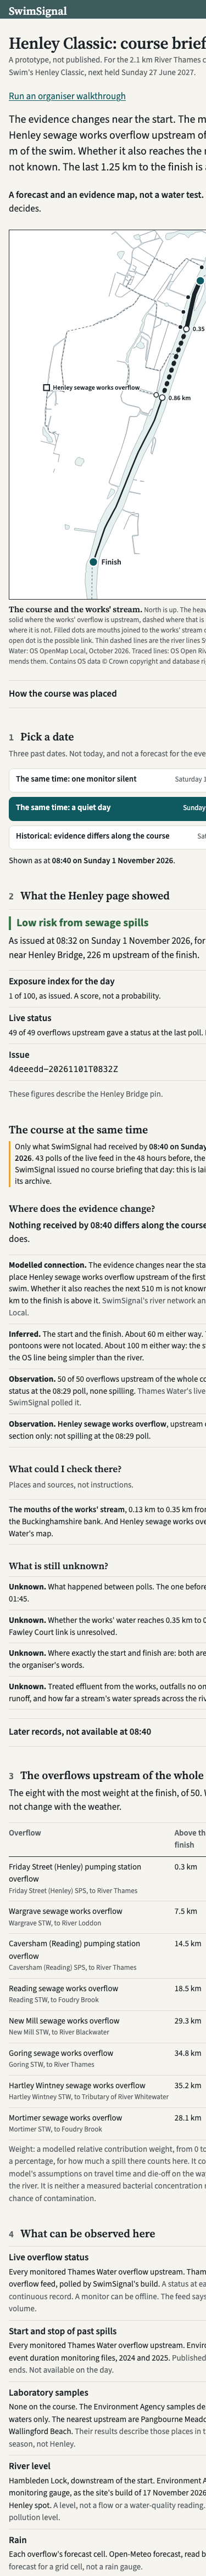 SwimSignal
Henley Classic: course brief
A prototype, not published. For the 2.1 km River Thames c
Swim's Henley Classic, next held Sunday 27 June 2027.
Run an organiser walkthrough
The evidence changes near the start. The m
Henley sewage works overflow upstream of
m of the swim. Whether it also reaches the n
not known. The last 1.25 km to the finish is a
A forecast and an evidence map, not a water test.
decides.
0.35
Henley sewage works overflow
0.86 km
Finish
The course and the works' stream. North is up. The heav
solid where the works' overflow is upstream, dashed where that is
where it is not. Filled dots are mouths joined to the works' stream o
open dot is the possible link. Thin dashed lines are the river lines S
Water: OS OpenMap Local, October 2026. Traced lines: OS Open Riv
mends them. Contains OS data © Crown copyright and database rig
How the course was placed
1 Pick a date
Three past dates. Not today, and not a forecast for the eve
The same time: one monitor silent Saturday 1
The same time: a quiet day Sunday
Historical: evidence differs along the course Sat
Shown as at 08:40 on Sunday 1 November 2026.
2 What the Henley page showed
Low risk from sewage spills
As issued at 08:32 on Sunday 1 November 2026, for
near Henley Bridge, 226 m upstream of the finish.
Exposure index for the day
1 of 100, as issued. A score, not a probability.
Live status
49 of 49 overflows upstream gave a status at the last poll.
Issue
4deeedd-20261101T0832Z
These figures describe the Henley Bridge pin.
The course at the same time
Only what SwimSignal had received by 08:40 on Sunday
2026. 43 polls of the live feed in the 48 hours before, the
SwimSignal issued no course briefing that day: this is lai
its archive.
Where does the evidence change?
Nothing received by 08:40 differs along the course
does.
Modelled connection. The evidence changes near the sta
place Henley sewage works overflow upstream of the first
swim. Whether it also reaches the next 510 m is not known
km to the finish is above it. SwimSignal's river network an
Local.
Inferred. The start and the finish. About 60 m either way. T
pontoons were not located. About 100 m either way: the s
the OS line being simpler than the river.
Observation. 50 of 50 overflows upstream of the whole co
status at the 08:29 poll, none spilling. Thames Water's live
SwimSignal polled it.
Observation. Henley sewage works overflow, upstream o
section only: not spilling at the 08:29 poll.
What could I check there?
Places and sources, not instructions.
The mouths of the works' stream, 0.13 km to 0.35 km from
the Buckinghamshire bank. And Henley sewage works ove
Water's map.
What is still unknown?
Unknown. What happened between polls. The one before
01:45.
Unknown. Whether the works' water reaches 0.35 km to 0
Fawley Court link is unresolved.
Unknown. Where exactly the start and finish are: both are
the organiser's words.
Unknown. Treated effluent from the works, outfalls no on
runoff, and how far a stream's water spreads across the riv
Later records, not available at 08:40
3 The overflows upstream of the whole
The eight with the most weight at the finish, of 50. W
not change with the weather.
Overflow Above th
finish
Friday Street (Henley) pumping station 0.3 km
overflow
Friday Street (Henley) SPS, to River Thames
Wargrave sewage works overflow 7.5 km
Wargrave STW, to River Loddon
Caversham (Reading) pumping station 14.5 km
overflow
Caversham (Reading) SPS, to River Thames
Reading sewage works overflow 18.5 km
Reading STW, to Foudry Brook
New Mill sewage works overflow 29.3 km
New Mill STW, to River Blackwater
Goring sewage works overflow 34.8 km
Goring STW, to River Thames
Hartley Wintney sewage works overflow 35.2 km
Hartley Wintney STW, to Tributary of River Whitewater
Mortimer sewage works overflow 28.1 km
Mortimer STW, to Foudry Brook
Weight: a modelled relative contribution weight, from 0 to
a percentage, for how much a spill there counts here. It co
model's assumptions on travel time and die-off on the wa
the river. It is neither a measured bacterial concentration n
chance of contamination.
4 What can be observed here
Live overflow status
Every monitored Thames Water overflow upstream. Tham
overflow feed, polled by SwimSignal's build. A status at ea
continuous record. A monitor can be offline. The feed says
volume.
Start and stop of past spills
Every monitored Thames Water overflow upstream. Enviro
event duration monitoring files, 2024 and 2025. Published
ends. Not available on the day.
Laboratory samples
None on the course. The Environment Agency samples de
waters only. The nearest upstream are Pangbourne Meado
Wallingford Beach. Their results describe those places in t
season, not Henley.
River level
Hambleden Lock, downstream of the start. Environment A
monitoring gauge, as the site's build of 17 November 2026
Henley spot. A level, not a flow or a water-quality reading.
pollution level.
Rain
Each overflow's forecast cell. Open-Meteo forecast, read b
forecast for a grid cell, not a rain gauge.